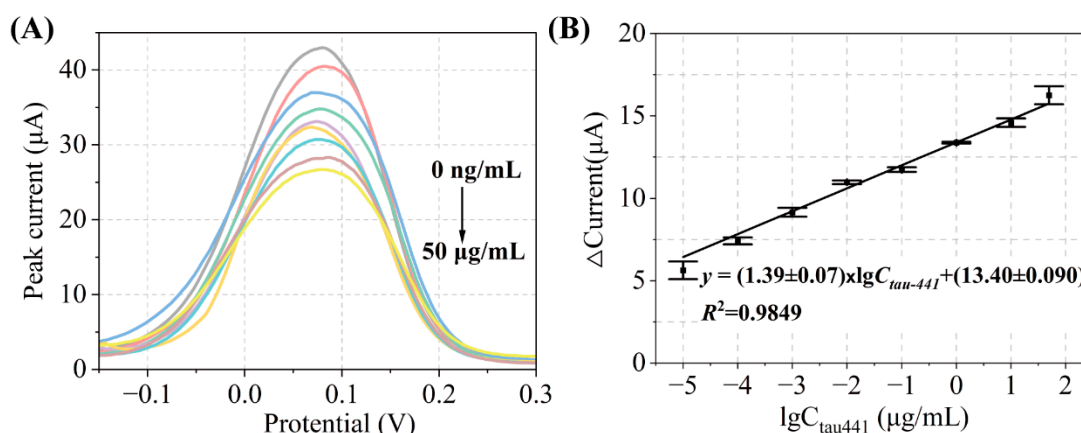 (A)
Peak current (μA)
40
30
20
10
0
−0.1
0.0
0.1
0.2
0.3
Protential (V)
0 ng/mL
50 μg/mL
(B)
△Current(μA)
20
15
10
5
0
−5
−4
−3
−2
−1
0
1
2
lgC_tau441 (μg/mL)
y = (1.39±0.07)xlgC_tau-441+(13.40±0.090)
R²=0.9849